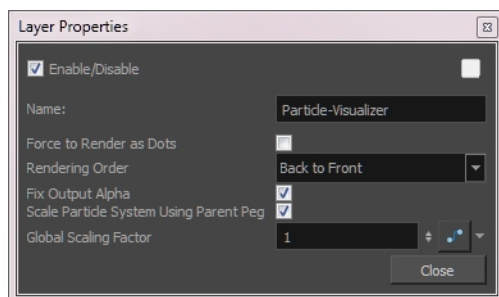 Layer Properties
Enable/Disable
Name: Particle-Visualizer
Force to Render as Dots
Rendering Order Back to Front
Fix Output Alpha
Scale Particle System Using Parent Peg
Global Scaling Factor 1
Close